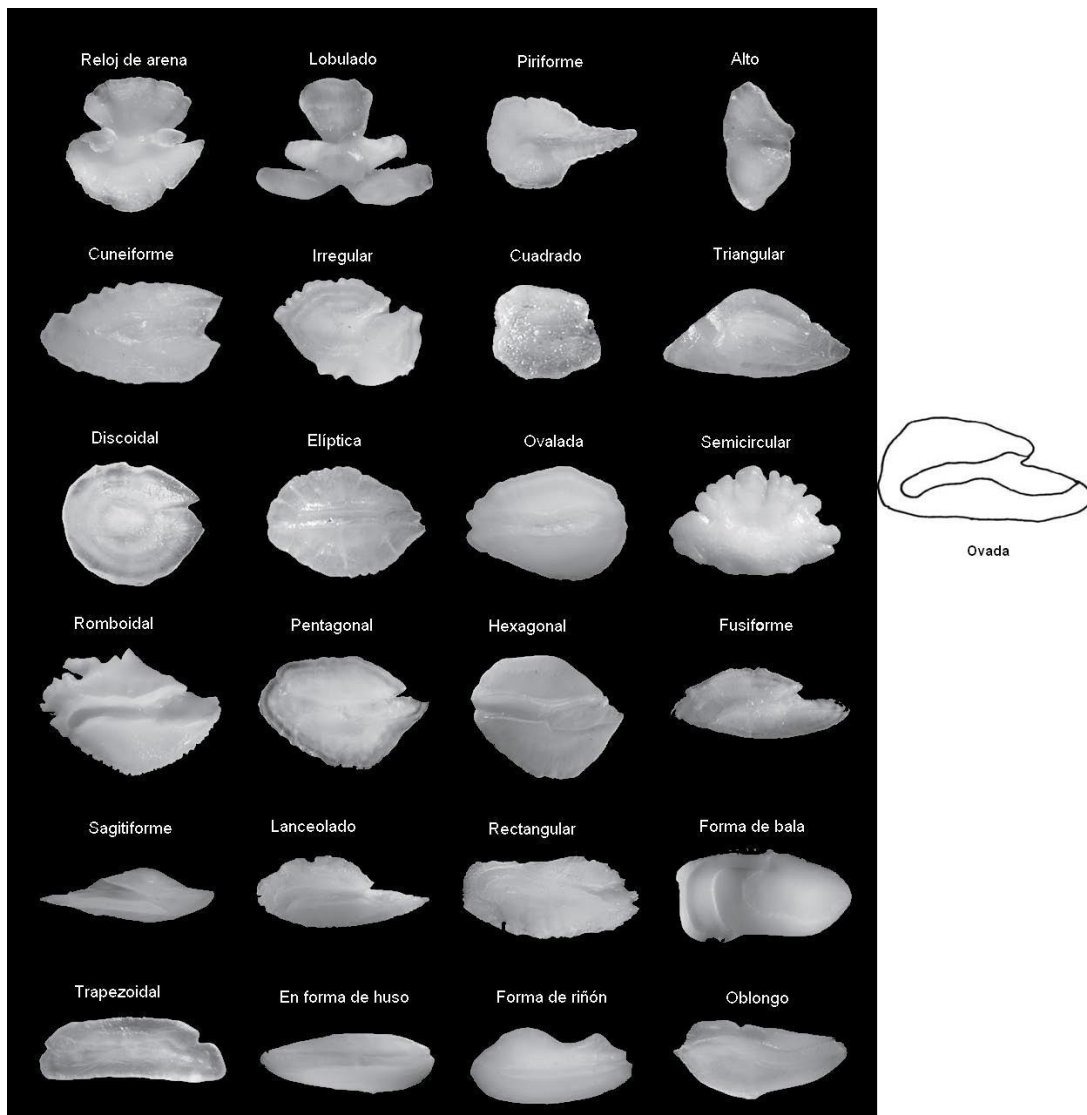 Reloj de arena
Lobulado
Piriforme
Alto
Cuneiforme
Irregular
Cuadrado
Triangular
Discoidal
Elíptica
Ovalada
Semicircular
Ovada
Romboidal
Pentagonal
Hexagonal
Fusiforme
Sagitiforme
Lanceolado
Rectangular
Forma de bala
Trapezoidal
En forma de huso
Forma de riñón
Oblongo